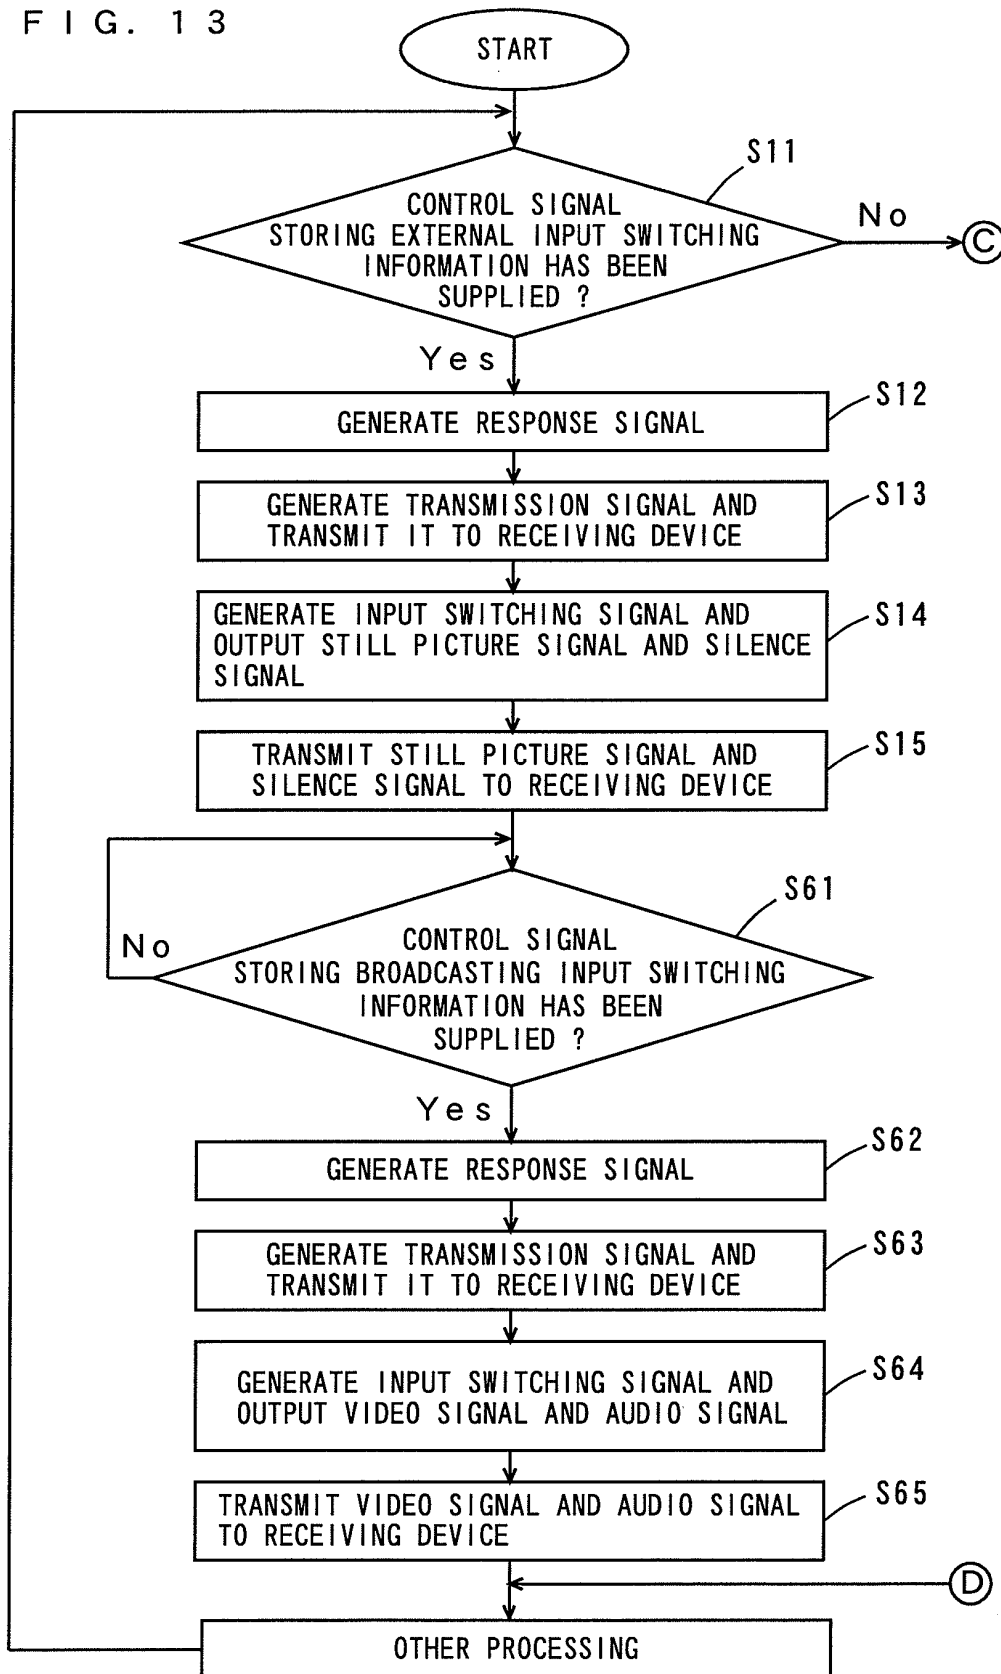 FIG. 13
START
S11
CONTROL SIGNAL
STORING EXTERNAL INPUT SWITCHING
INFORMATION HAS BEEN
SUPPLIED ?
No
C
Yes
S12
GENERATE RESPONSE SIGNAL
S13
GENERATE TRANSMISSION SIGNAL AND
TRANSMIT IT TO RECEIVING DEVICE
S14
GENERATE INPUT SWITCHING SIGNAL AND
OUTPUT STILL PICTURE SIGNAL AND SILENCE
SIGNAL
S15
TRANSMIT STILL PICTURE SIGNAL AND
SILENCE SIGNAL TO RECEIVING DEVICE
S61
No
CONTROL SIGNAL
STORING BROADCASTING INPUT SWITCHING
INFORMATION HAS BEEN
SUPPLIED ?
Yes
S62
GENERATE RESPONSE SIGNAL
S63
GENERATE TRANSMISSION SIGNAL AND
TRANSMIT IT TO RECEIVING DEVICE
S64
GENERATE INPUT SWITCHING SIGNAL AND
OUTPUT VIDEO SIGNAL AND AUDIO SIGNAL
S65
TRANSMIT VIDEO SIGNAL AND AUDIO SIGNAL
TO RECEIVING DEVICE
D
OTHER PROCESSING